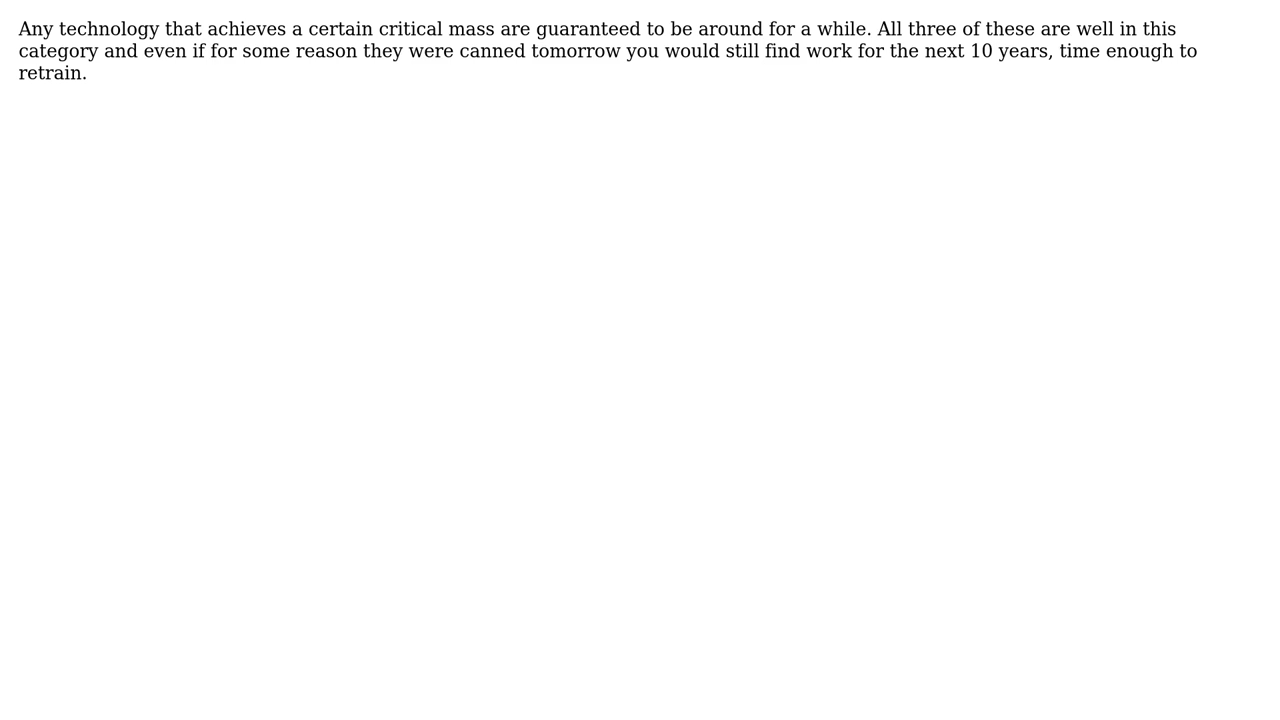 Any technology that achieves a certain critical mass are guaranteed to be around for a while. All three of these are well in this
category and even if for some reason they were canned tomorrow you would still find work for the next 10 years, time enough to
retrain.